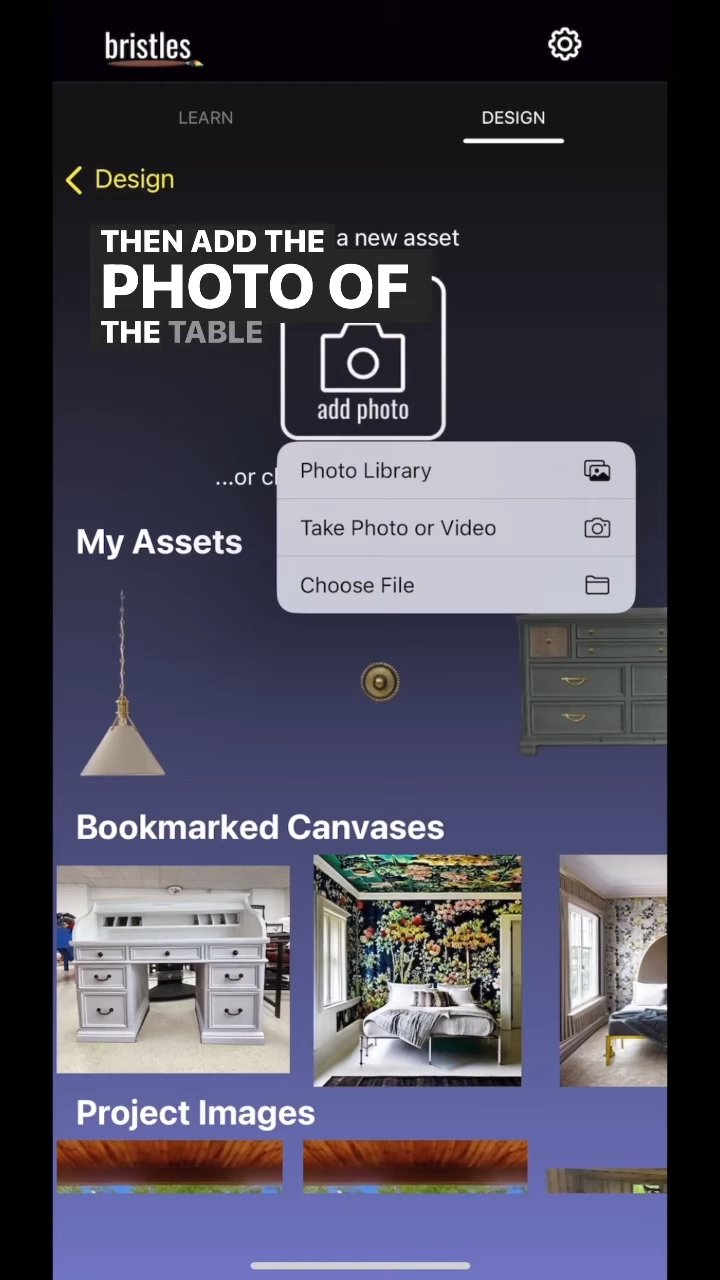 bristles
LEARN
DESIGN
Design
THEN ADD THE
a new asset
PHOTO OF
THE TABLE
add photo
Photo Library
...or
Take Photo or Video
My Assets
Choose File
Bookmarked Canvases
Project Images